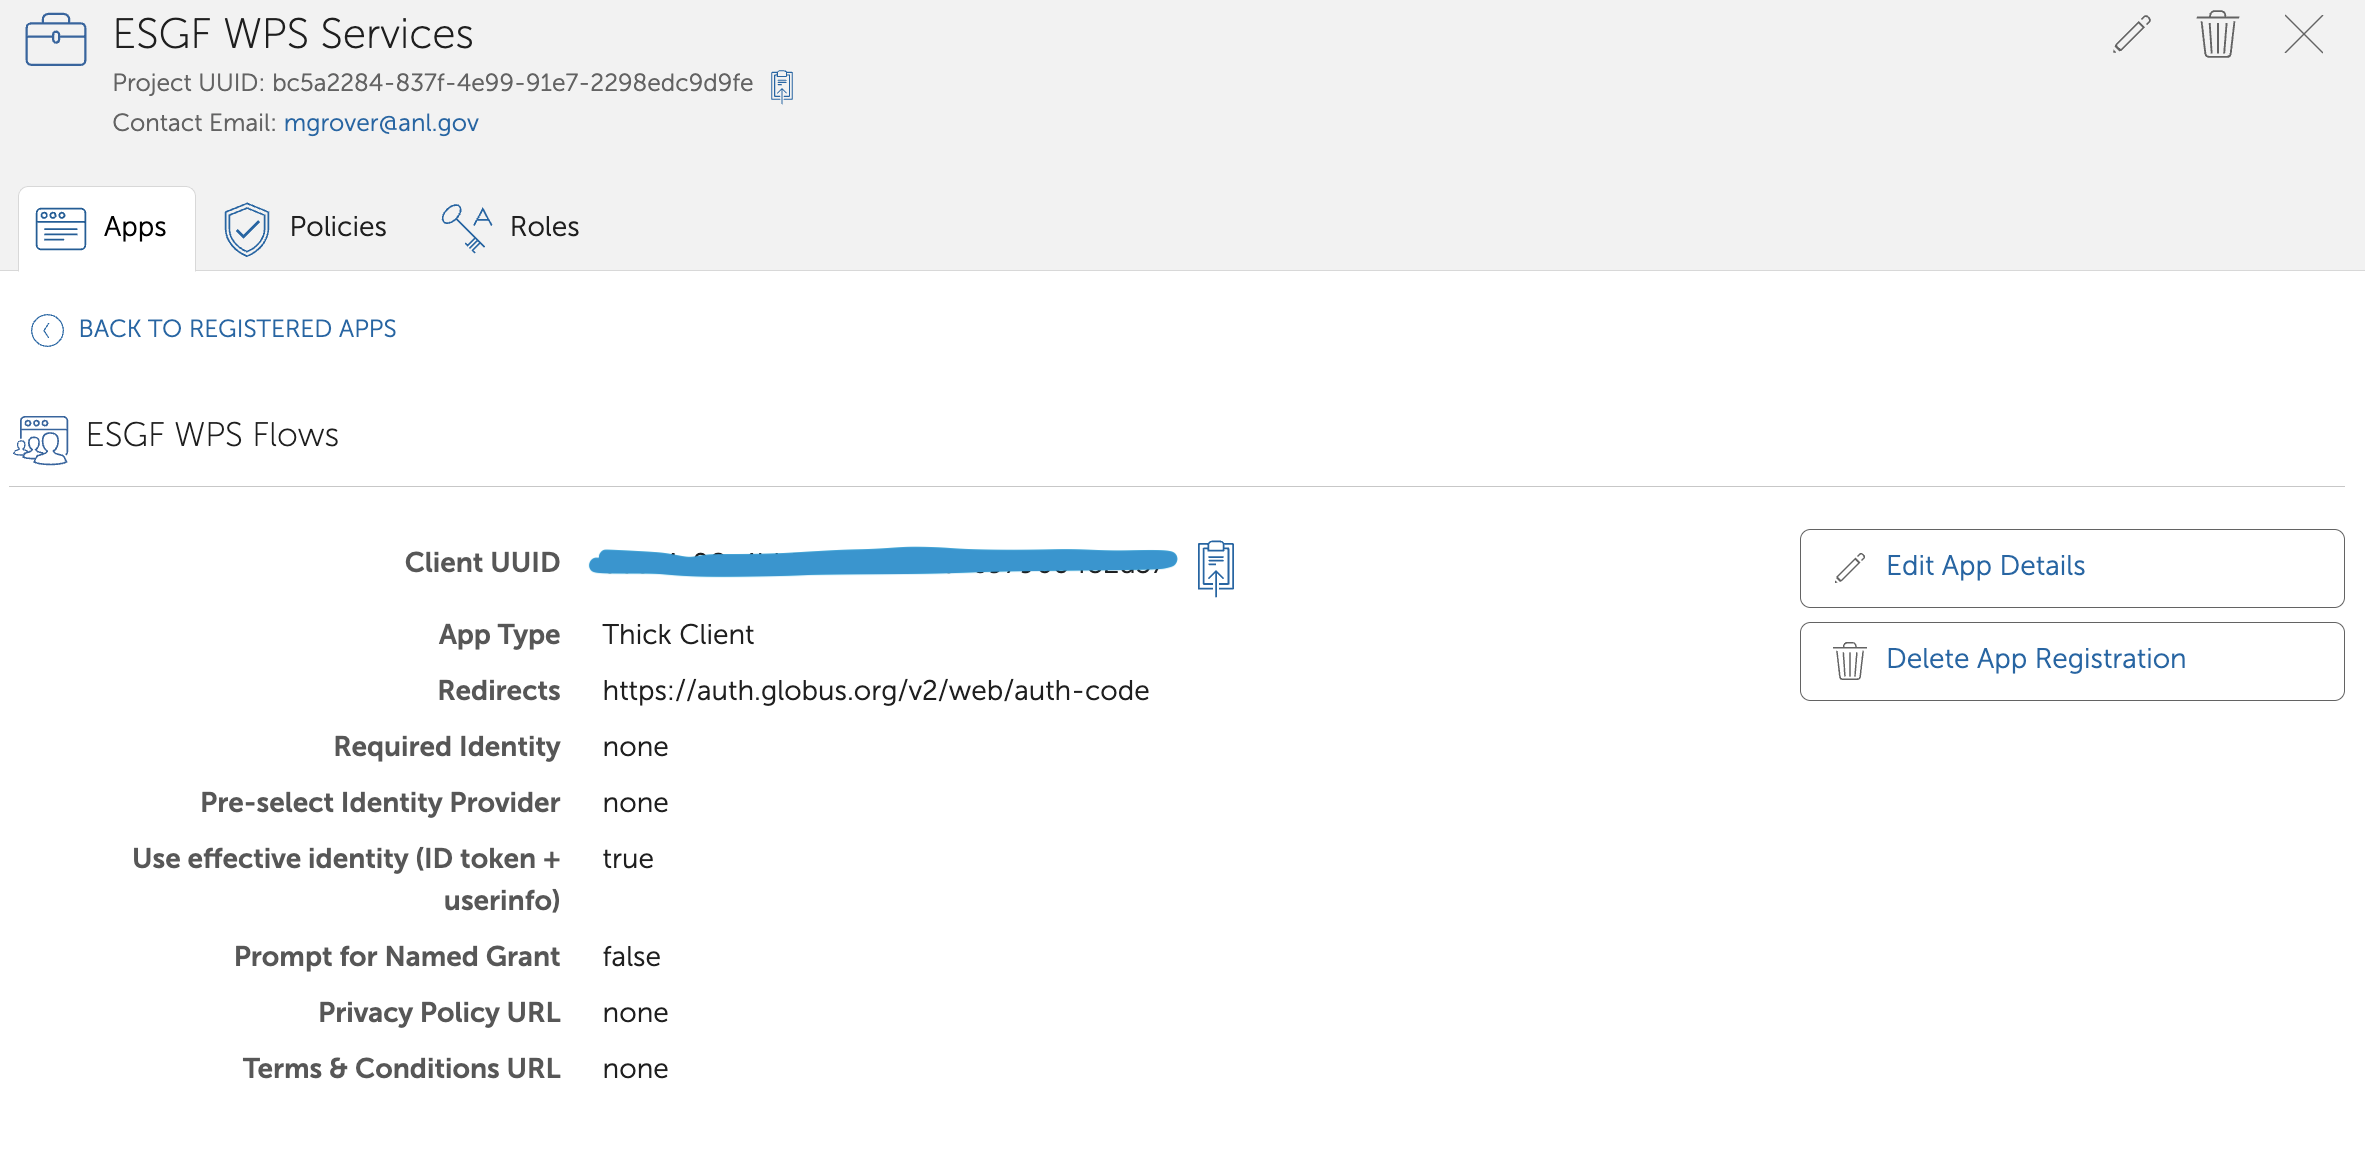 ESGF WPS Services
Project UUID: bc5a2284-837f-4e99-91e7-2298edc9d9fe
Contact Email: mgrover@anl.gov
Apps
Policies
Roles
BACK TO REGISTERED APPS
ESGF WPS Flows
Client UUID
App Type Thick Client
Redirects https://auth.globus.org/v2/web/auth-code
Required Identity none
Pre-select Identity Provider none
Use effective identity (ID token + true
userinfo)
Prompt for Named Grant false
Privacy Policy URL none
Terms & Conditions URL none
Edit App Details
Delete App Registration